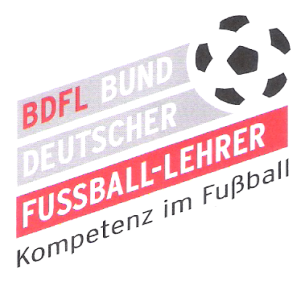 BDFL BUND
DEUTSCHER
FUSSBALL-LEHRER
Kompetenz im Fußball